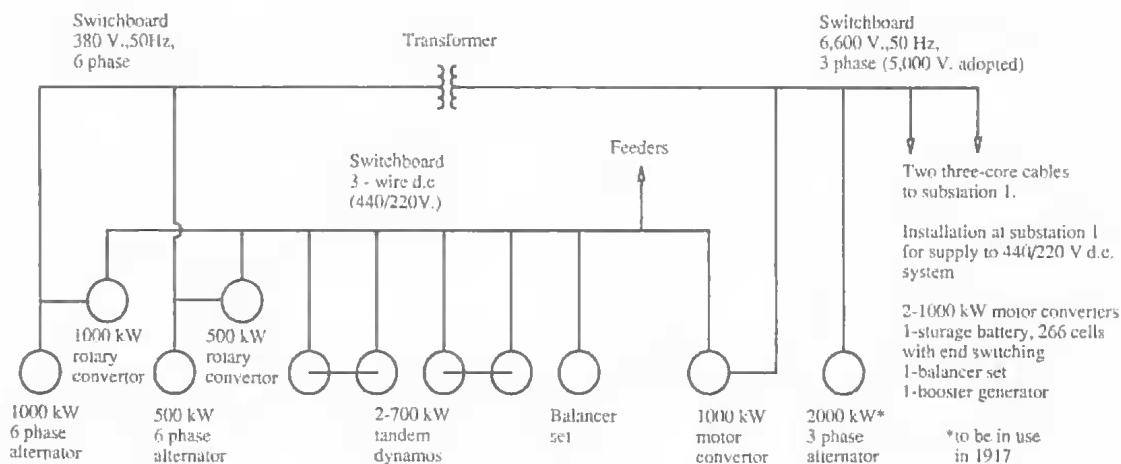 Switchboard
380 V.,50Hz,
6 phase
Transformer
Switchboard
6,600 V.,50 Hz,
3 phase (5,000 V. adopted)
Switchboard
3 - wire d.c
(440/220V.)
Feeders
Two three-core cables
to substation 1.
Installation at substation 1
for supply to 440/220 V d.c.
system
2-1000 kW motor converters
1-storage battery, 266 cells
with end switching
1-balancer set
1-booster generator
*to be in use
in 1917
1000 kW
rotary
convertor
500 kW
rotary
convertor
1000 kW
6 phase
alternator
500 kW
6 phase
alternator
2-700 kW
tandem
dynamos
Balancer
set
1000 kW
motor
convertor
2000 kW*
3 phase
alternator